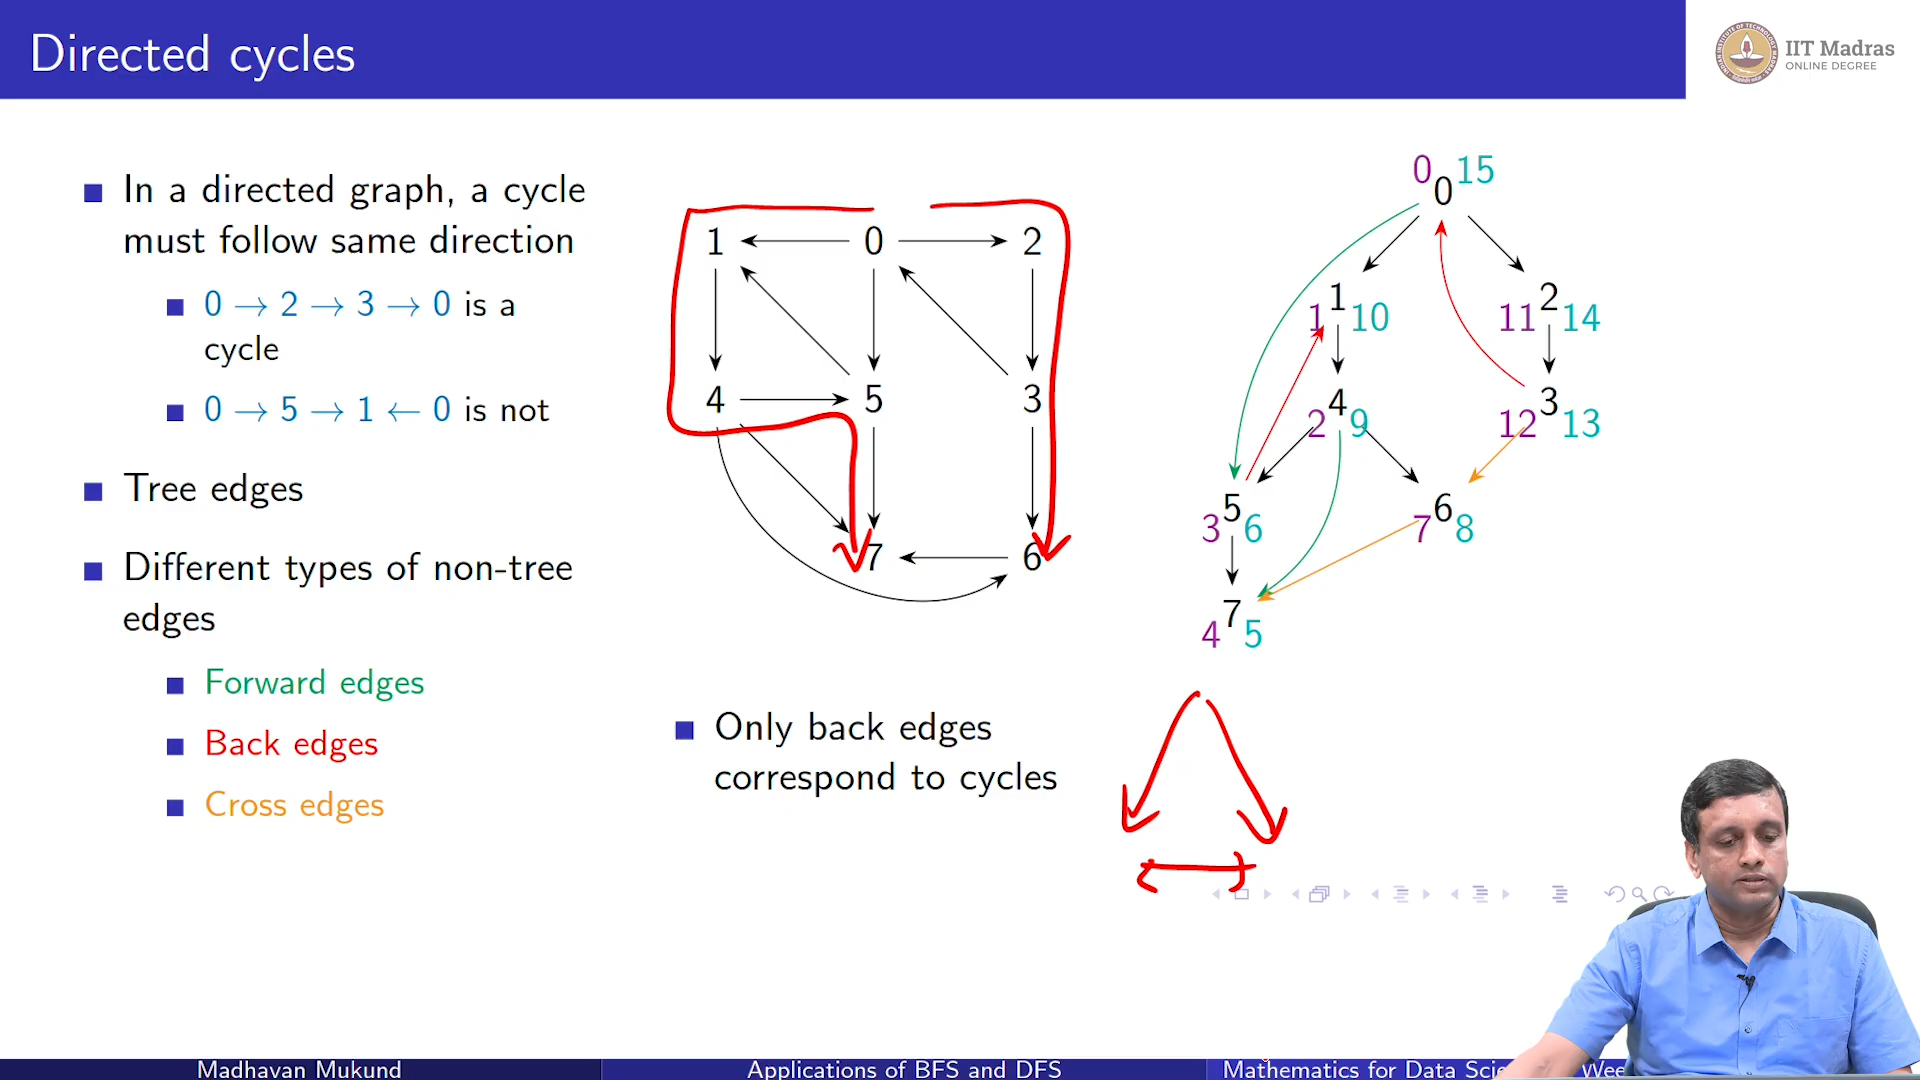 Directed cycles
IIT Madras
ONLINE DEGREE
In a directed graph, a cycle
must follow same direction
0 → 2 → 3 → 0 is a
cycle
0 → 5 → 1 ← 0 is not
Tree edges
Different types of non-tree
edges
Forward edges
Back edges
Cross edges
1 0 2
4 5 3
7 6
Only back edges
correspond to cycles
0 0 15
1 1 10
11 2 14
2 4 9
12 3 13
3 5 6
7 6 8
4 7 5
Madhavan Mukund
Applications of BFS and DFS
Mathematics for Data